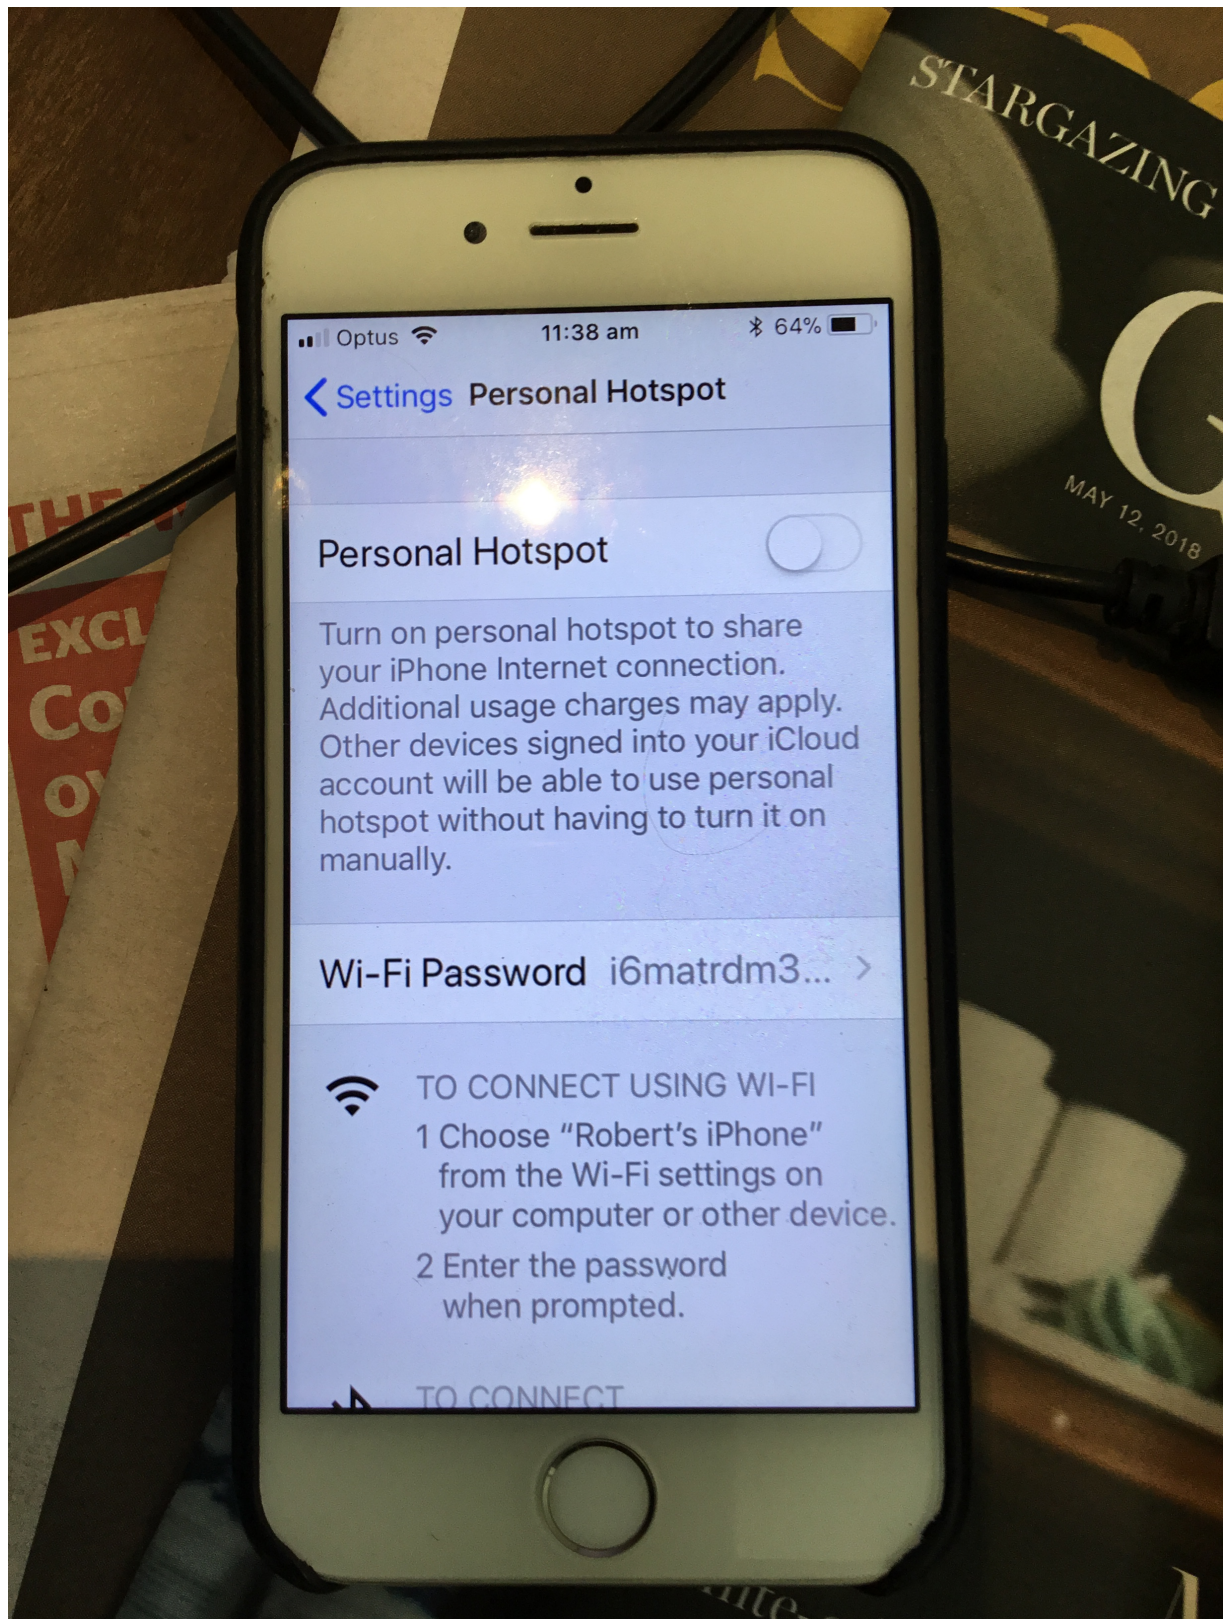 STARGAZING
G
MAY 12, 2018
THE
EXCL
Co
Optus
11:38 am
64%
Settings
Personal Hotspot
Personal Hotspot
Turn on personal hotspot to share
your iPhone Internet connection.
Additional usage charges may apply.
Other devices signed into your iCloud
account will be able to use personal
hotspot without having to turn it on
manually.
Wi-Fi Password i6matrdm3...
TO CONNECT USING WI-FI
1 Choose “Robert’s iPhone”
from the Wi-Fi settings on
your computer or other device.
2 Enter the password
when prompted.
TO CONNECT